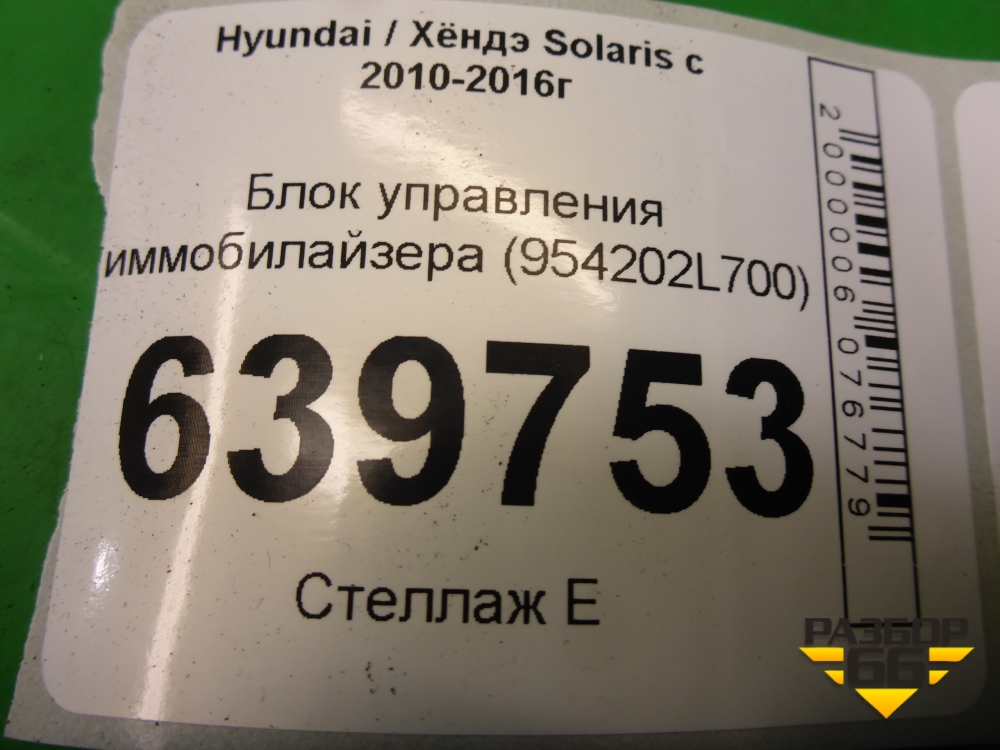 Hyundai / Хёндэ Solaris с
2010-2016г
Блок управления
иммобилайзера (954202L700)
639753
Стеллаж Е
2000006076779
РАЗБОР
66